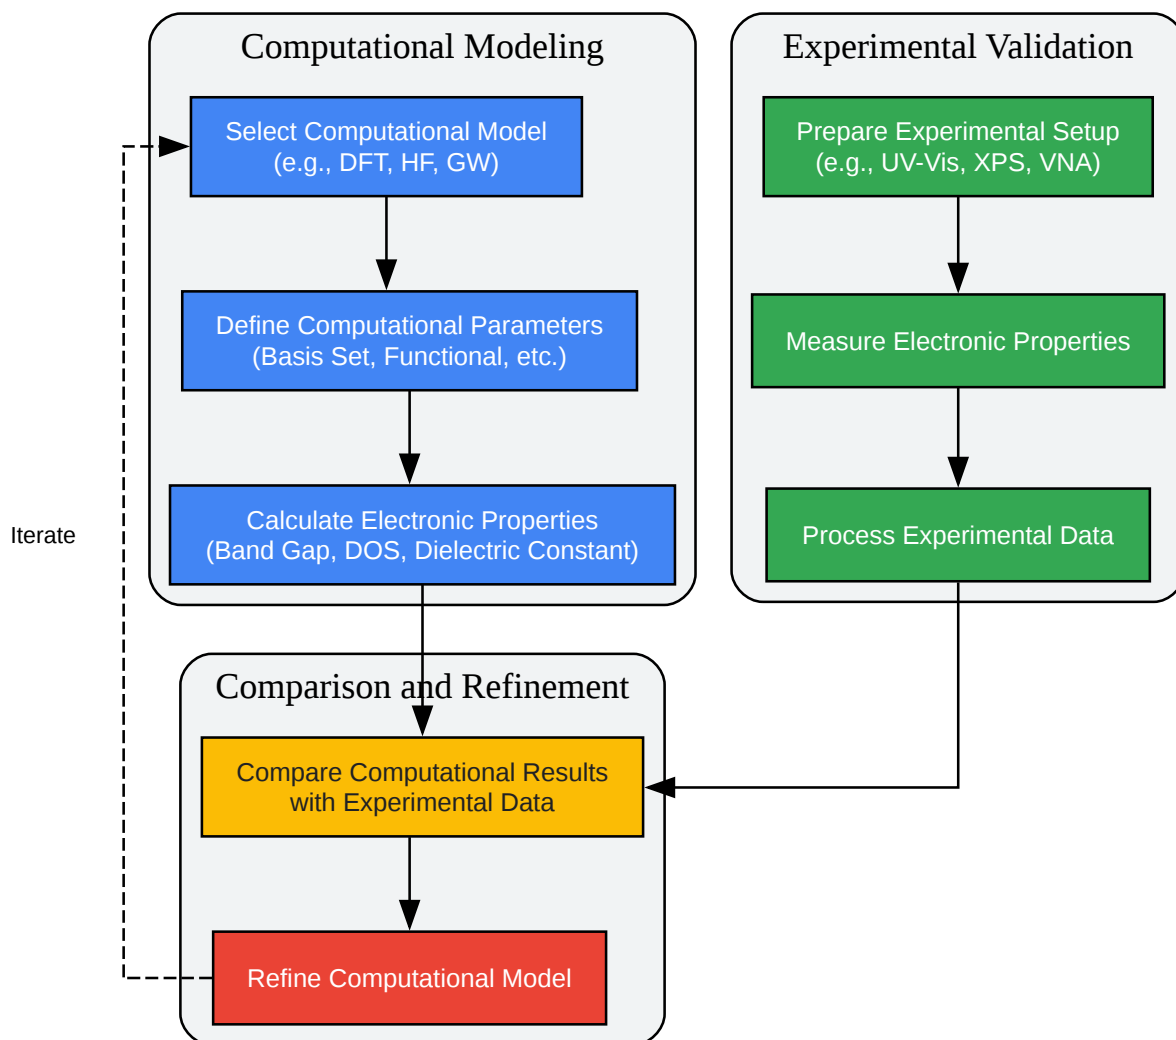 Computational Modeling
Select Computational Model
(e.g., DFT, HF, GW)
Define Computational Parameters
(Basis Set, Functional, etc.)
Calculate Electronic Properties
(Band Gap, DOS, Dielectric Constant)
Experimental Validation
Prepare Experimental Setup
(e.g., UV-Vis, XPS, VNA)
Measure Electronic Properties
Process Experimental Data
Iterate
Comparison and Refinement
Compare Computational Results
with Experimental Data
Refine Computational Model